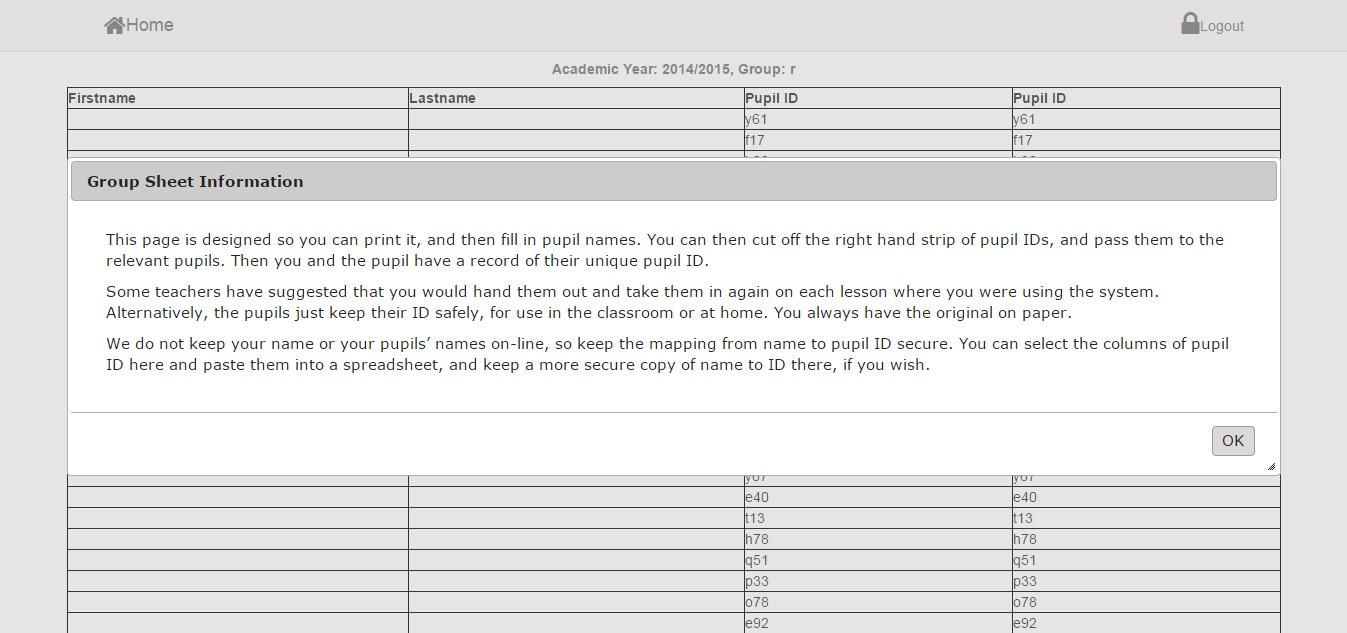 Home Logout
Academic Year: 2014/2015, Group: r
Firstname Lastname Pupil ID Pupil ID
y61 y61
f17 f17
Group Sheet Information
This page is designed so you can print it, and then fill in pupil names. You can then cut off the right hand strip of pupil IDs, and pass them to the
relevant pupils. Then you and the pupil have a record of their unique pupil ID.
Some teachers have suggested that you would hand them out and take them in again on each lesson where you were using the system.
Alternatively, the pupils just keep their ID safely, for use in the classroom or at home. You always have the original on paper.
We do not keep your name or your pupils’ names on-line, so keep the mapping from name to pupil ID secure. You can select the columns of pupil
ID here and paste them into a spreadsheet, and keep a more secure copy of name to ID there, if you wish.
OK
e40 e40
t13 t13
h78 h78
q51 q51
p33 p33
o78 o78
e92 e92